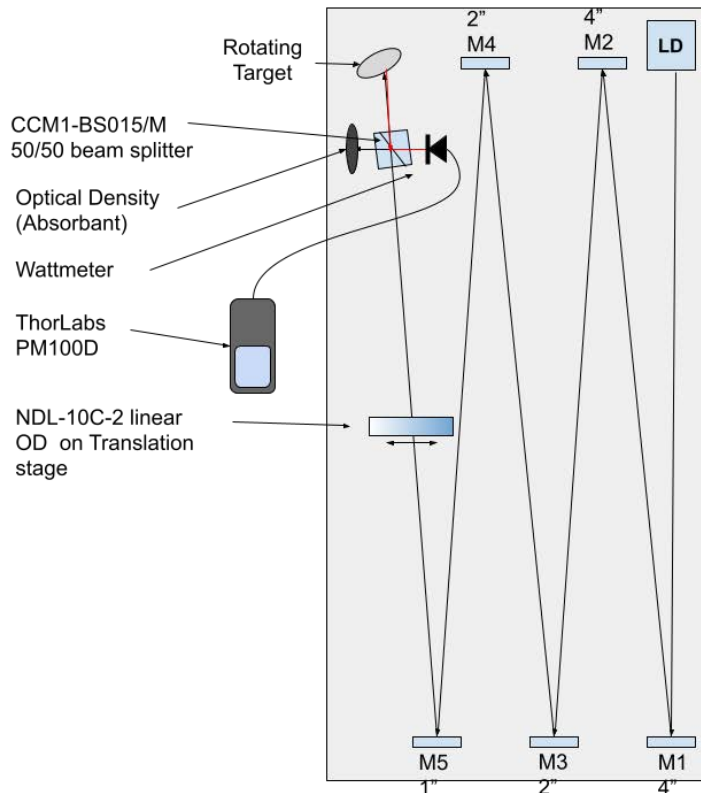 2”
4”
M4
M2
LD
Rotating
Target
CCM1-BS015/M
50/50 beam splitter
Optical Density
(Absorbant)
Wattmeter
ThorLabs
PM100D
NDL-10C-2 linear
OD on Translation
stage
M5
M3
M1
1”
2”
4”